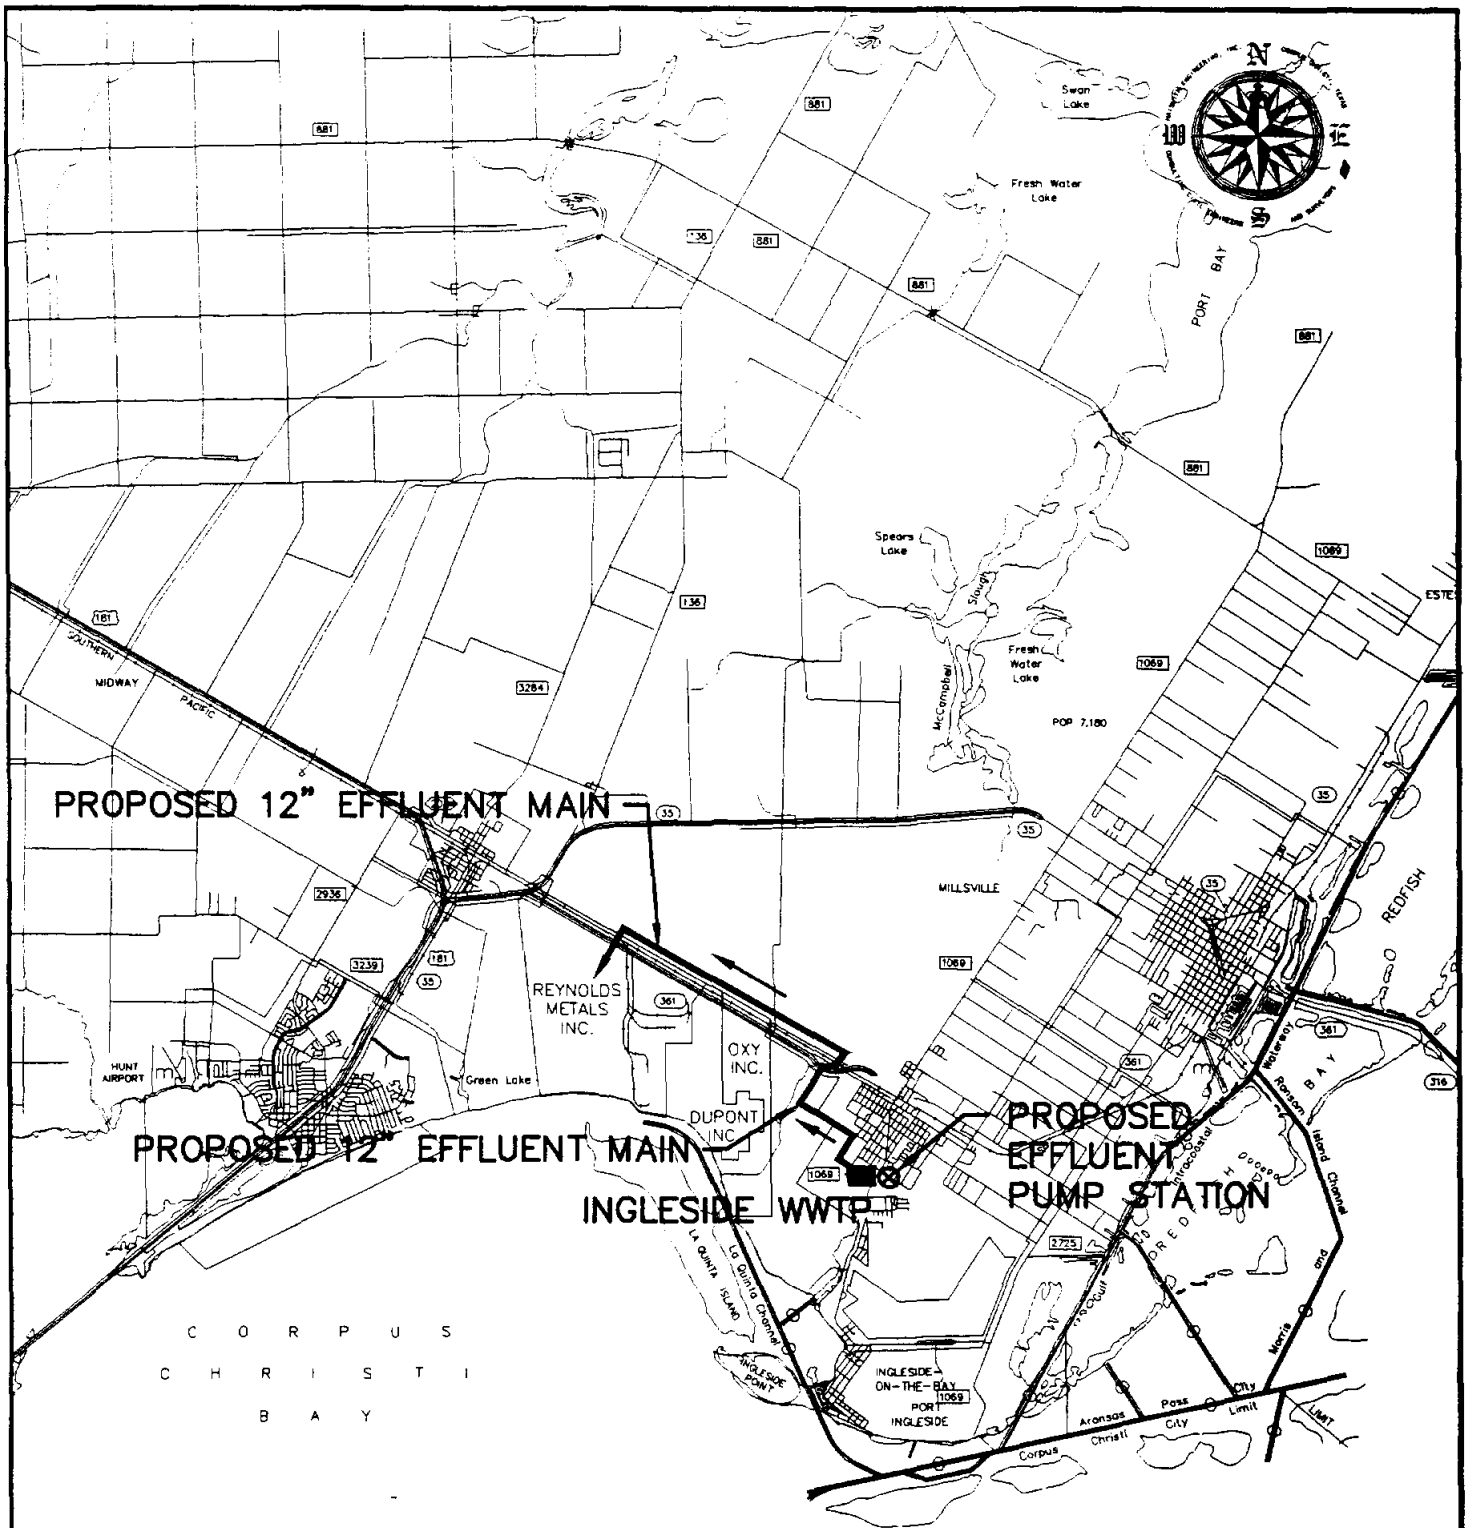 N
W
E
S
Swan
Lake
881
881
Fresh Water
Lake
136
881
PORT BAY
881
881
881
Spears
Lake
1069
Slough
ESTES
136
181
SOUTHERN
MIDWAY
PACIFIC
3284
Fresh
Water
Lake
1069
McCampbell
POP 7,180
PROPOSED 12" EFFLUENT MAIN
35
35
35
MILLSVILLE
35
REDFISH
2936
3239
181
35
1069
REYNOLDS
METALS
INC.
361
OXY
INC.
HUNT
AIRPORT
Green Lake
361
Waterway
361
316
BAY
Ransom
Island Channel
DUPONT
INC
PROPOSED
EFFLUENT
PUMP STATION
PROPOSED 12" EFFLUENT MAIN
1069
INGLESIDE WWTP
Intracoastal
REDFISH
2725
Gulf
and
Morris
LA QUINTA ISLAND
La Quinta Channel
CORPUS
CHRISTI
BAY
INGLESIDE
POINT
INGLESIDE-
ON-THE-BAY
1069
PORT
INGLESIDE
Aransas Pass City
Corpus Christi City Limit
LIMIT